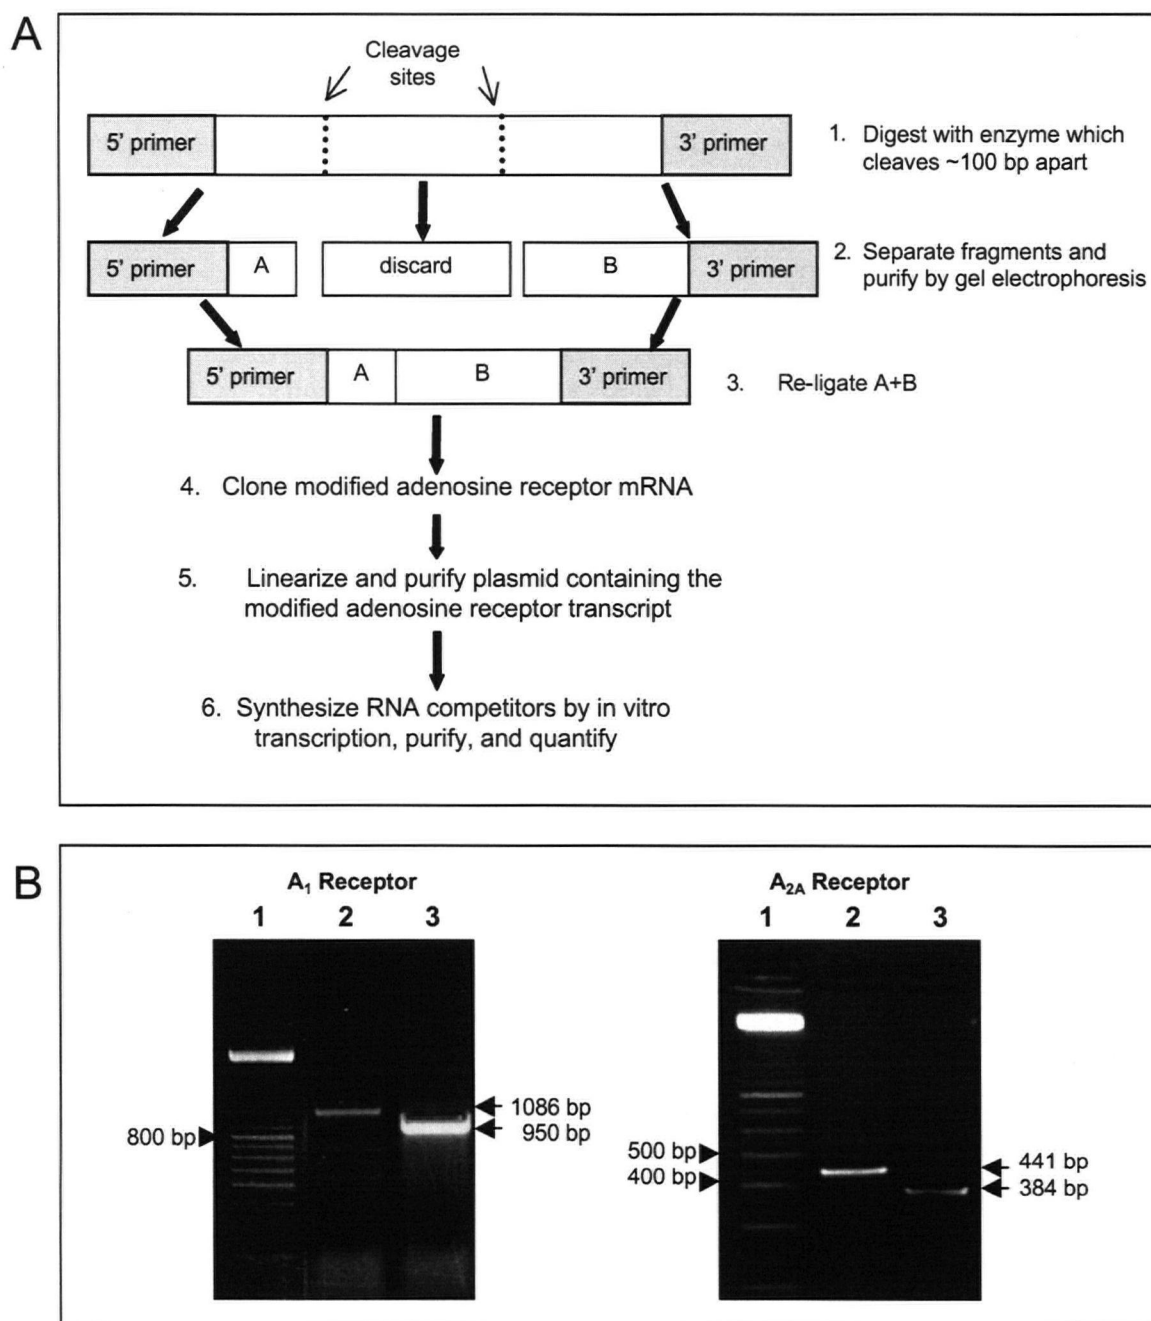 A
Cleavage
sites
5' primer
3' primer
1. Digest with enzyme which
cleaves ~100 bp apart
5' primer
A
discard
B
3' primer
2. Separate fragments and
purify by gel electrophoresis
5' primer
A
B
3' primer
3. Re-ligate A+B
4. Clone modified adenosine receptor mRNA
5. Linearize and purify plasmid containing the
modified adenosine receptor transcript
6. Synthesize RNA competitors by in vitro
transcription, purify, and quantify
B
A1 Receptor
1 2 3
800 bp
1086 bp
950 bp
A2A Receptor
1 2 3
500 bp
400 bp
441 bp
384 bp